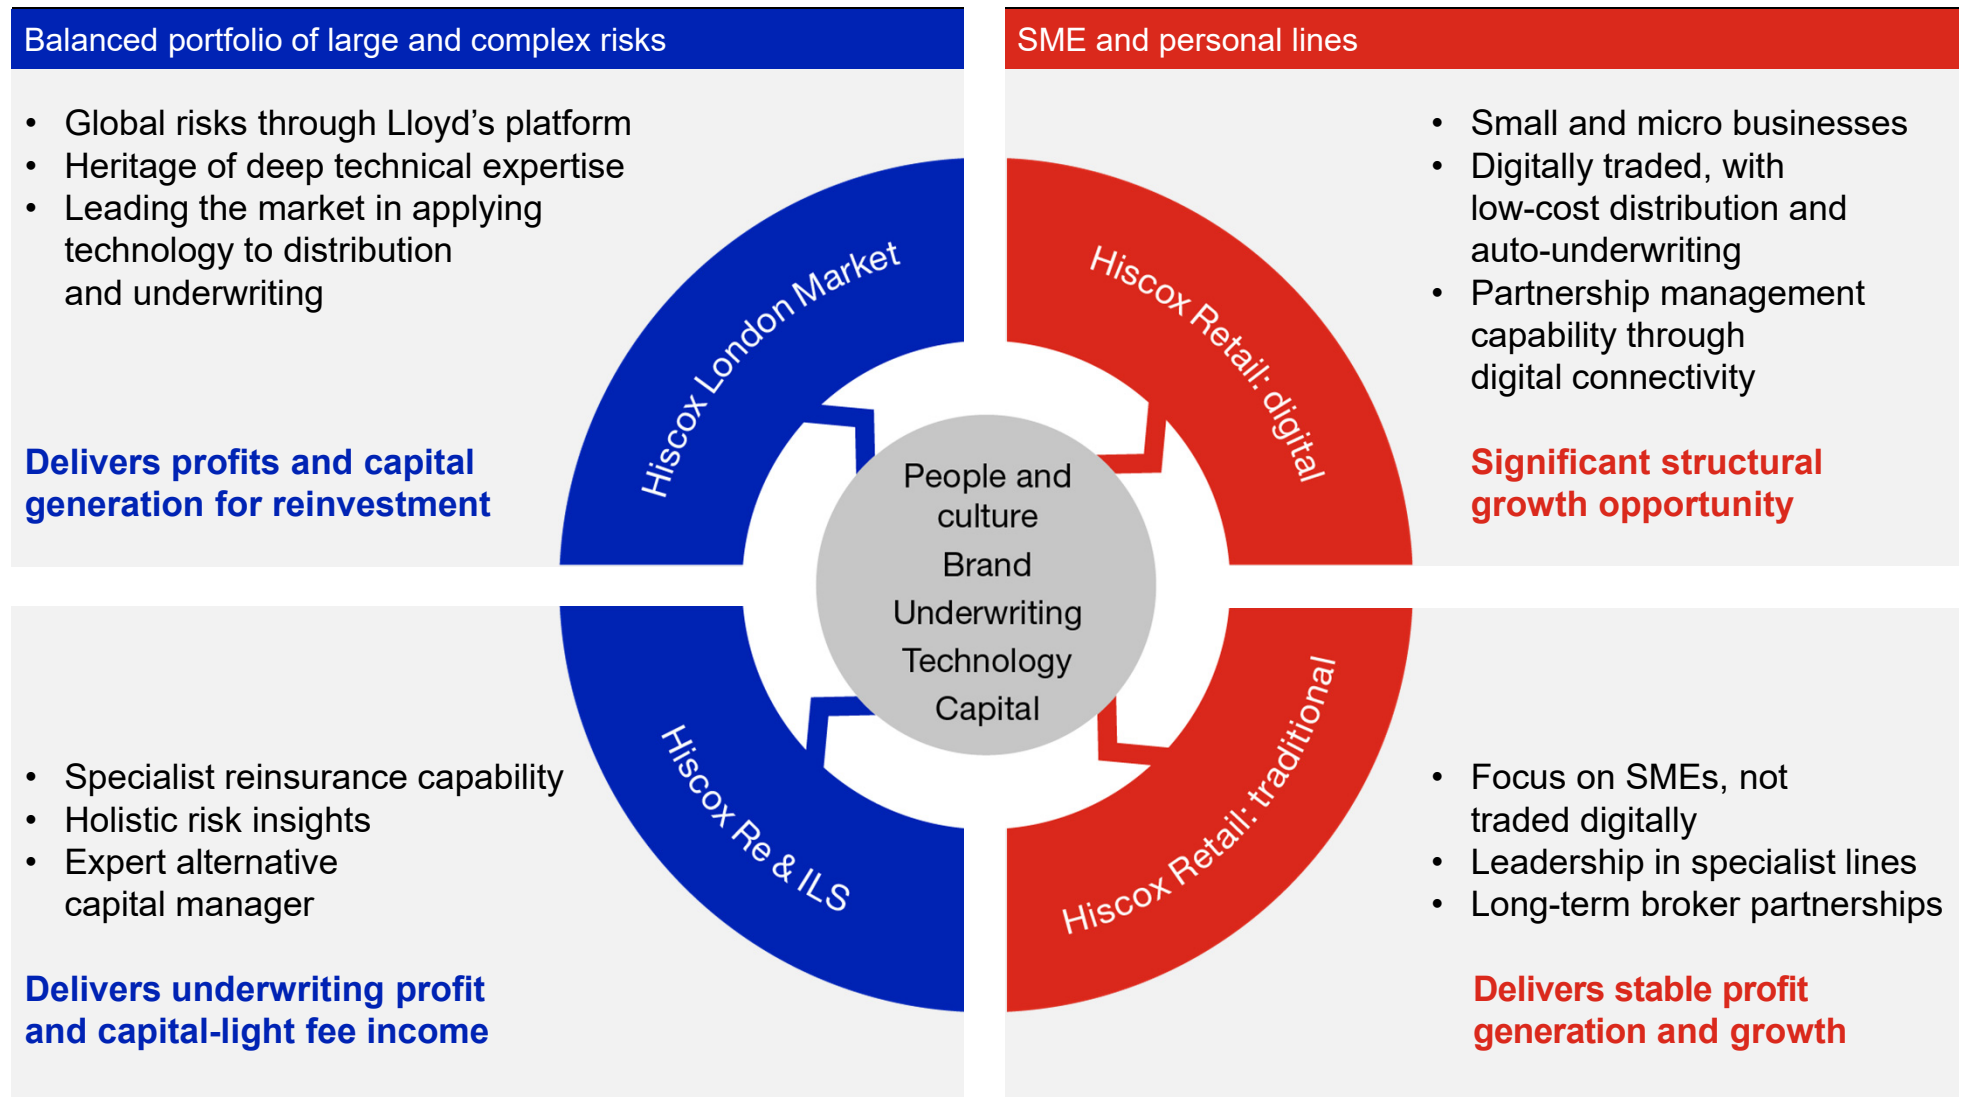 Balanced portfolio of large and complex risks
• Global risks through Lloyd's platform
• Heritage of deep technical expertise
• Leading the market in applying
technology to distribution
and underwriting
Delivers profits and capital
generation for reinvestment
Hiscox London Market
SME and personal lines
Hiscox Retail: digital
• Small and micro businesses
• Digitally traded, with
low-cost distribution and
auto-underwriting
• Partnership management
capability through
digital connectivity
Significant structural
growth opportunity
People and
culture
Brand
Underwriting
Technology
Capital
• Specialist reinsurance capability
• Holistic risk insights
• Expert alternative
capital manager
Delivers underwriting profit
and capital-light fee income
Hiscox Re & ILS
Hiscox Retail: traditional
• Focus on SMEs, not
traded digitally
• Leadership in specialist lines
• Long-term broker partnerships
Delivers stable profit
generation and growth